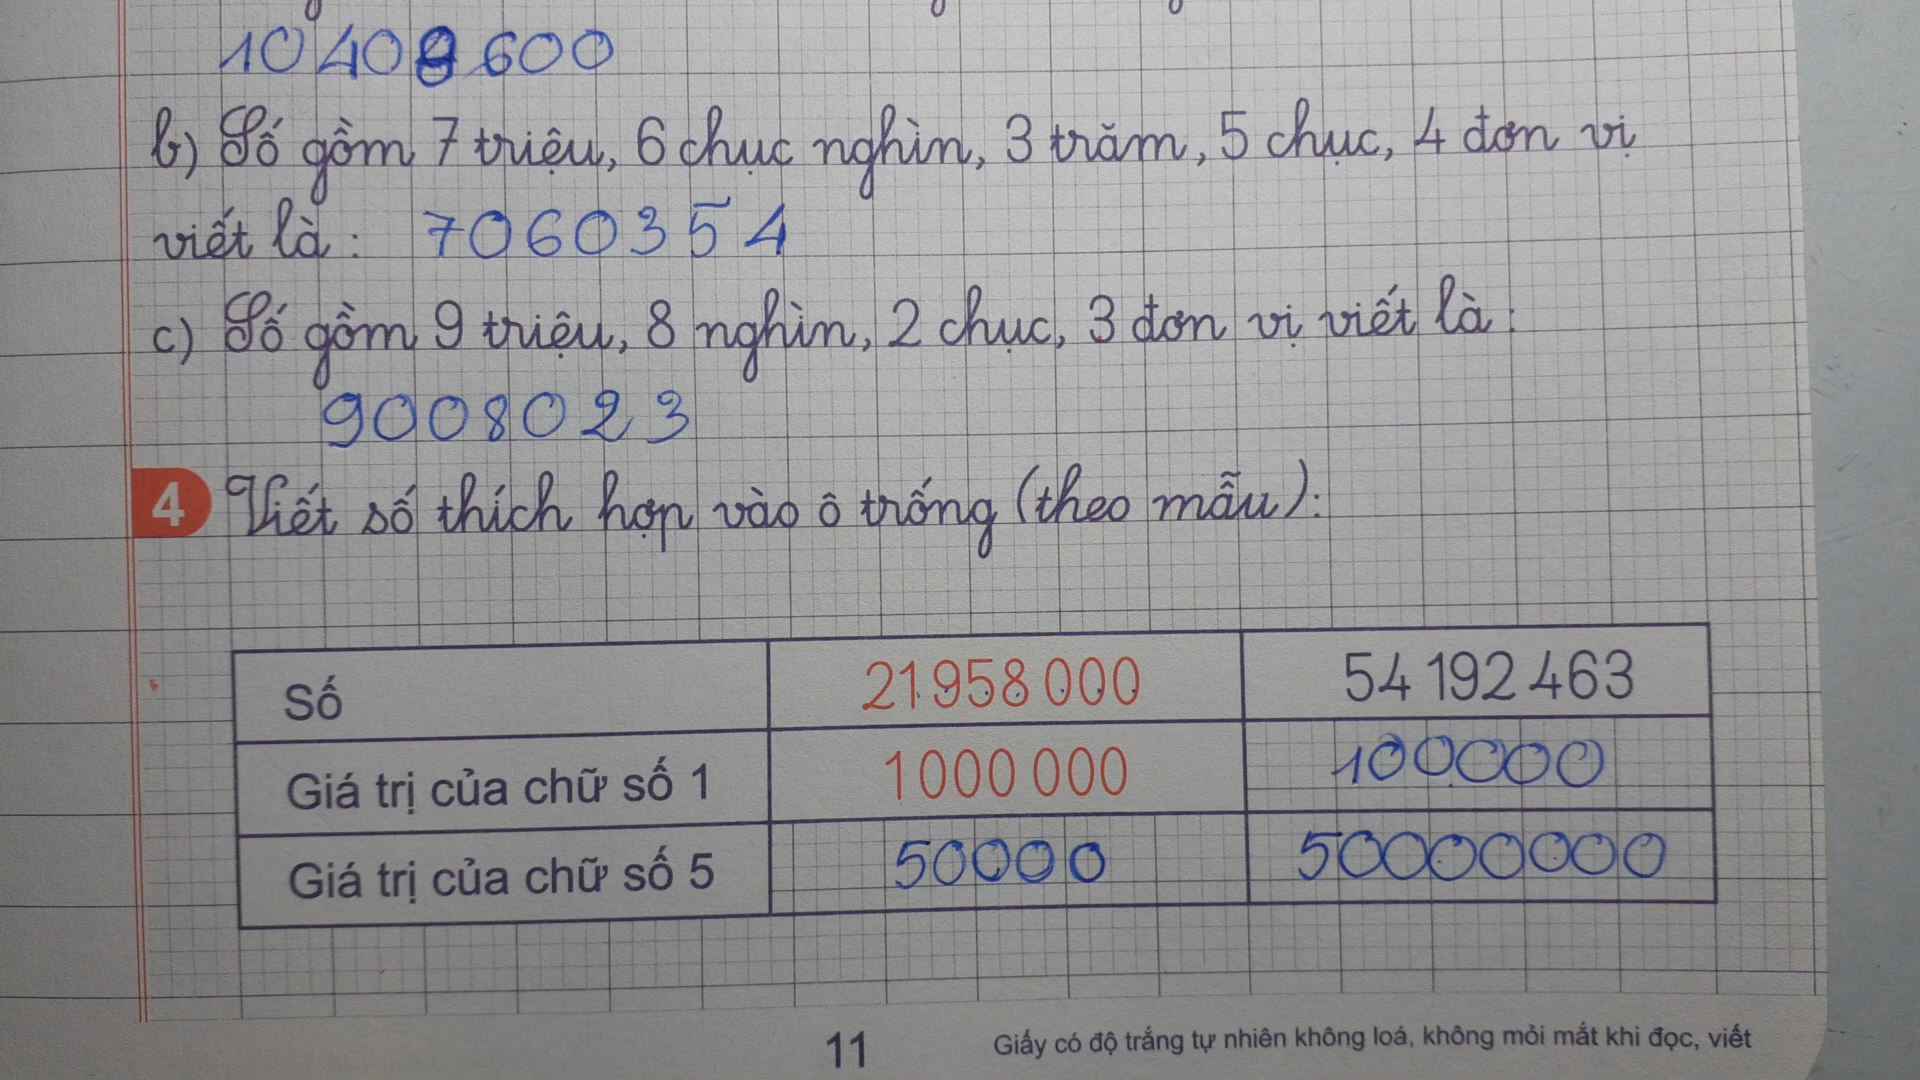 10408600
b) Số gồm 7 triệu, 6 chục nghìn, 3 trăm, 5 chục, 4 đơn vị
viết là: 7060354
c) Số gồm 9 triệu, 8 nghìn, 2 chục, 3 đơn vị viết là:
9008023
4 Viết số thích hợp vào ô trống (theo mẫu):
Số 21 958 000 54 192 463
Giá trị của chữ số 1 1 000 000 100000
Giá trị của chữ số 5 50000 50000000
11 Giấy có độ trắng tự nhiên không loá, không mỏi mắt khi đọc, viết